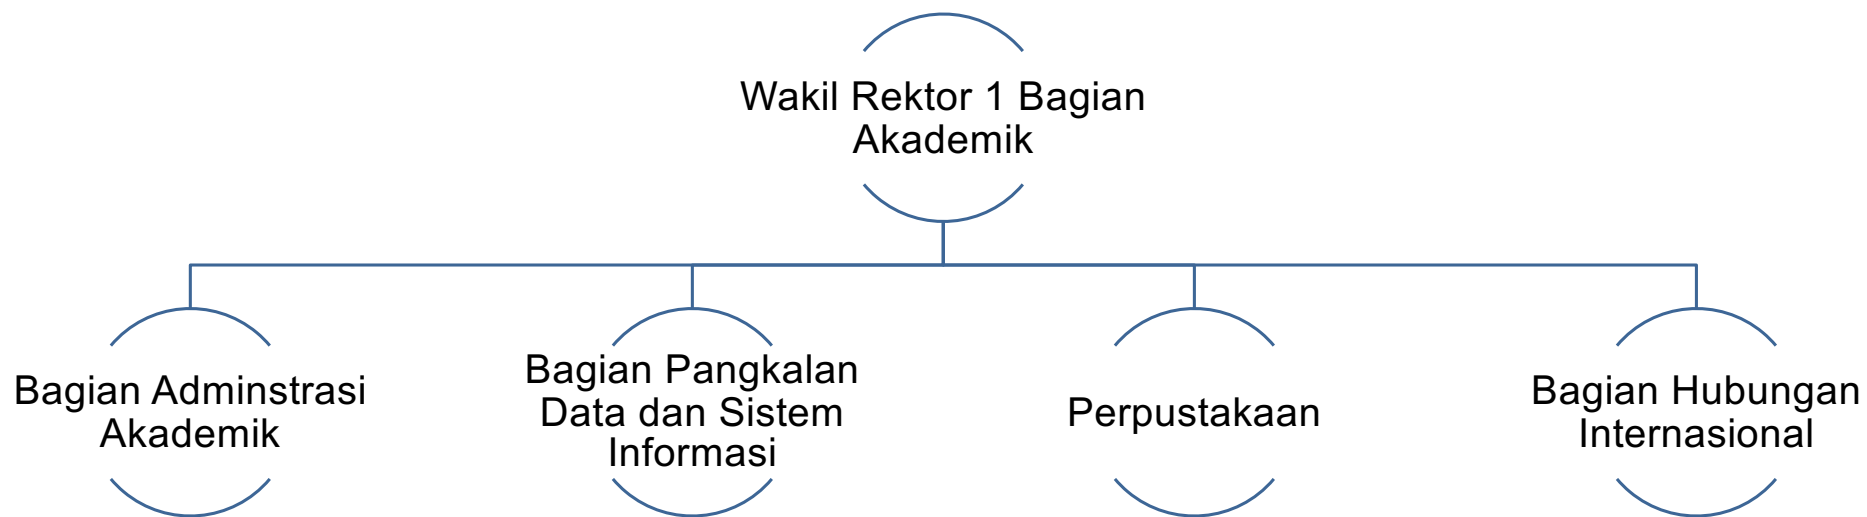 Wakil Rektor 1 Bagian
Akademik
Bagian Adminstrasi
Akademik
Bagian Pangkalan
Data dan Sistem
Informasi
Perpustakaan
Bagian Hubungan
Internasional